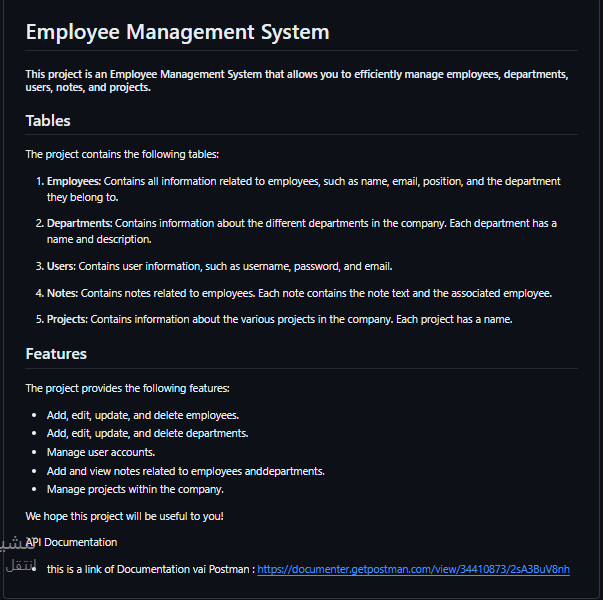 Employee Management System
This project is an Employee Management System that allows you to efficiently manage employees, departments,
users, notes, and projects.
Tables
The project contains the following tables:
1. Employees: Contains all information related to employees, such as name, email, position, and the department
they belong to.
2. Departments: Contains information about the different departments in the company. Each department has a
name and description.
3. Users: Contains user information, such as username, password, and email.
4. Notes: Contains notes related to employees. Each note contains the note text and the associated employee.
5. Projects: Contains information about the various projects in the company. Each project has a name.
Features
The project provides the following features:
• Add, edit, update, and delete employees.
• Add, edit, update, and delete departments.
• Manage user accounts.
• Add and view notes related to employees anddepartments.
• Manage projects within the company.
We hope this project will be useful to you!
API Documentation
• this is a link of Documentation vai Postman : https://documenter.getpostman.com/view/34410873/2sA3BuV8nh
انتقل